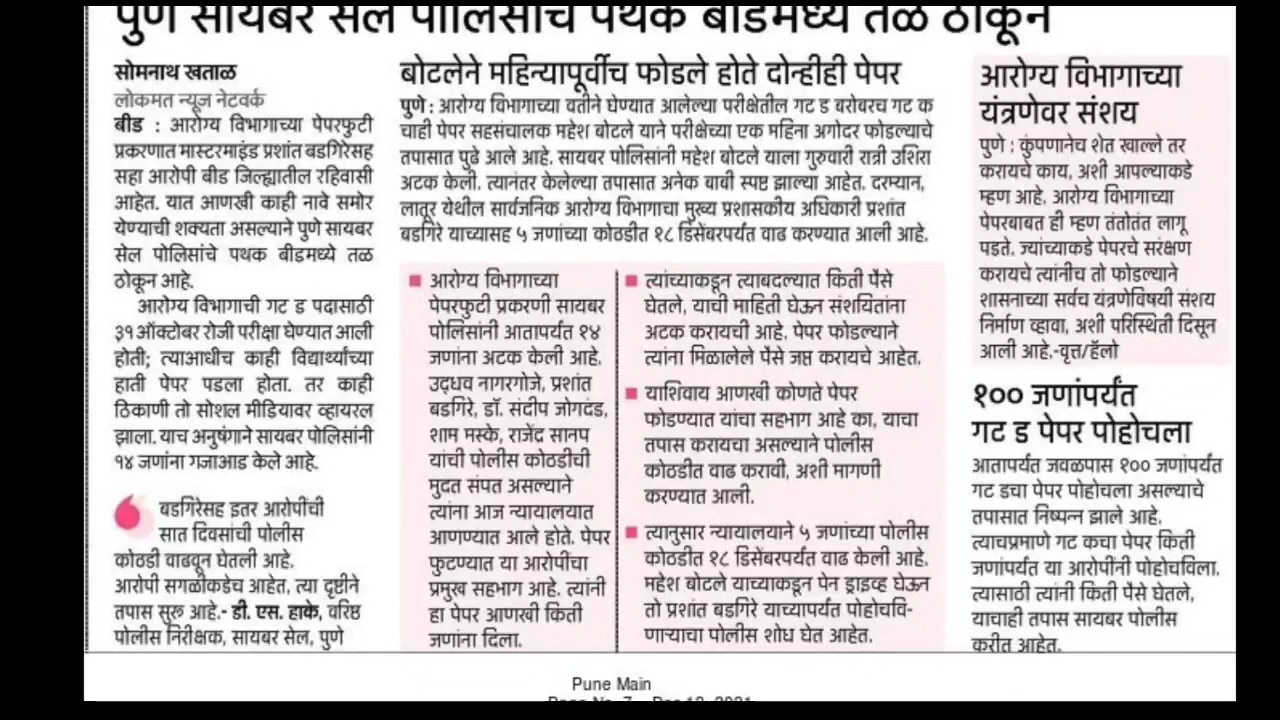 पुणे सायबर सेल पोलिसांचे पथक बीडमध्ये तळ ठोकून
सोमनाथ खताळ
लोकमत न्यूज नेटवर्क
बीड : आरोग्य विभागाच्या पेपरफुटी
प्रकरणात मास्टरमाइंड प्रशांत बडगिरेसह
सहा आरोपी बीड जिल्ह्यातील रहिवासी
आहेत. यात आणखी काही नावे समोर
येण्याची शक्यता असल्याने पुणे सायबर
सेल पोलिसांचे पथक बीडमध्ये तळ
ठोकून आहे.
आरोग्य विभागाची गट ड पदासाठी
३१ ऑक्टोबर रोजी परीक्षा घेण्यात आली
होती; त्याआधीच काही विद्यार्थ्यांच्या
हाती पेपर पडला होता. तर काही
ठिकाणी तो सोशल मीडियावर व्हायरल
झाला. याच अनुषंगाने सायबर पोलिसांनी
१४ जणांना गजाआड केले आहे.
बडगिरेसह इतर आरोपींची
सात दिवसांची पोलीस
कोठडी वाढवून घेतली आहे.
आरोपी सगळीकडेच आहेत, त्या दृष्टीने
तपास सुरु आहे.- डी. एस. हाके, वरिष्ठ
पोलीस निरीक्षक, सायबर सेल, पुणे
बोटलेने महिन्यापूर्वीच फोडले होते दोन्हीही पेपर
पुणे : आरोग्य विभागाच्या वतीने घेण्यात आलेल्या परीक्षेतील गट ड बरोबरच गट क
चाही पेपर सहसंचालक महेश बोटले याने परीक्षेच्या एक महिना अगोदर फोडल्याचे
तपासात पुढे आले आहे. सायबर पोलिसांनी महेश बोटले याला गुरुवारी रात्री उशिरा
अटक केली. त्यानंतर केलेल्या तपासात अनेक बाबी स्पष्ट झाल्या आहेत. दरम्यान,
लातूर येथील सार्वजनिक आरोग्य विभागाचा मुख्य प्रशासकीय अधिकारी प्रशांत
बडगिरे याच्यासह ५ जणांच्या कोठडीत १८ डिसेंबरपर्यंत वाढ करण्यात आली आहे.
आरोग्य विभागाच्या
पेपरफुटी प्रकरणी सायबर
पोलिसांनी आतापर्यंत १४
जणांना अटक केली आहे.
उद्धव नागरगोजे, प्रशांत
बडगिरे, डॉ. संदीप जोगदंड,
शाम मस्के, राजेंद्र सानप
यांची पोलीस कोठडीची
मुदत संपत असल्याने
त्यांना आज न्यायालयात
आणण्यात आले होते. पेपर
फुटण्यात या आरोपींचा
प्रमुख सहभाग आहे. त्यांनी
हा पेपर आणखी किती
जणांना दिला.
त्यांच्याकडून त्याबदल्यात किती पैसे
घेतले, याची माहिती घेऊन संशयितांना
अटक करायची आहे. पेपर फोडल्याने
त्यांना मिळालेले पैसे जप्त करायचे आहेत.
याशिवाय आणखी कोणते पेपर
फोडण्यात यांचा सहभाग आहे का, याचा
तपास करायचा असल्याने पोलीस
कोठडीत वाढ करावी, अशी मागणी
करण्यात आली.
त्यानुसार न्यायालयाने ५ जणांच्या पोलीस
कोठडीत १८ डिसेंबरपर्यंत वाढ केली आहे.
महेश बोटले याच्याकडून पेन ड्राइव्ह घेऊन
तो प्रशांत बडगिरे याच्यापर्यंत पोहोचवि-
णाऱ्याचा पोलीस शोध घेत आहेत.
आरोग्य विभागाच्या
यंत्रणेवर संशय
पुणे : कुंपणानेच शेत खाल्ले तर
करायचे काय, अशी आपल्याकडे
म्हण आहे. आरोग्य विभागाच्या
पेपरबाबत ही म्हण तंतोतंत लागू
पडते. ज्यांच्याकडे पेपरचे संरक्षण
करायचे त्यांनीच तो फोडल्याने
शासनाच्या सर्वच यंत्रणेविषयी संशय
निर्माण व्हावा, अशी परिस्थिती दिसून
आली आहे.-वृत्त/हॅलो
१०० जणांपर्यंत
गट ड पेपर पोहोचला
आतापर्यंत जवळपास १०० जणांपर्यंत
गट डचा पेपर पोहोचला असल्याचे
तपासात निष्पन्न झाले आहे.
त्याचप्रमाणे गट कचा पेपर किती
जणांपर्यंत या आरोपींनी पोहोचविला.
त्यासाठी त्यांनी किती पैसे घेतले,
याचाही तपास सायबर पोलीस
करीत आहेत.
Pune Main
Page No. 7 Dec 12, 2021